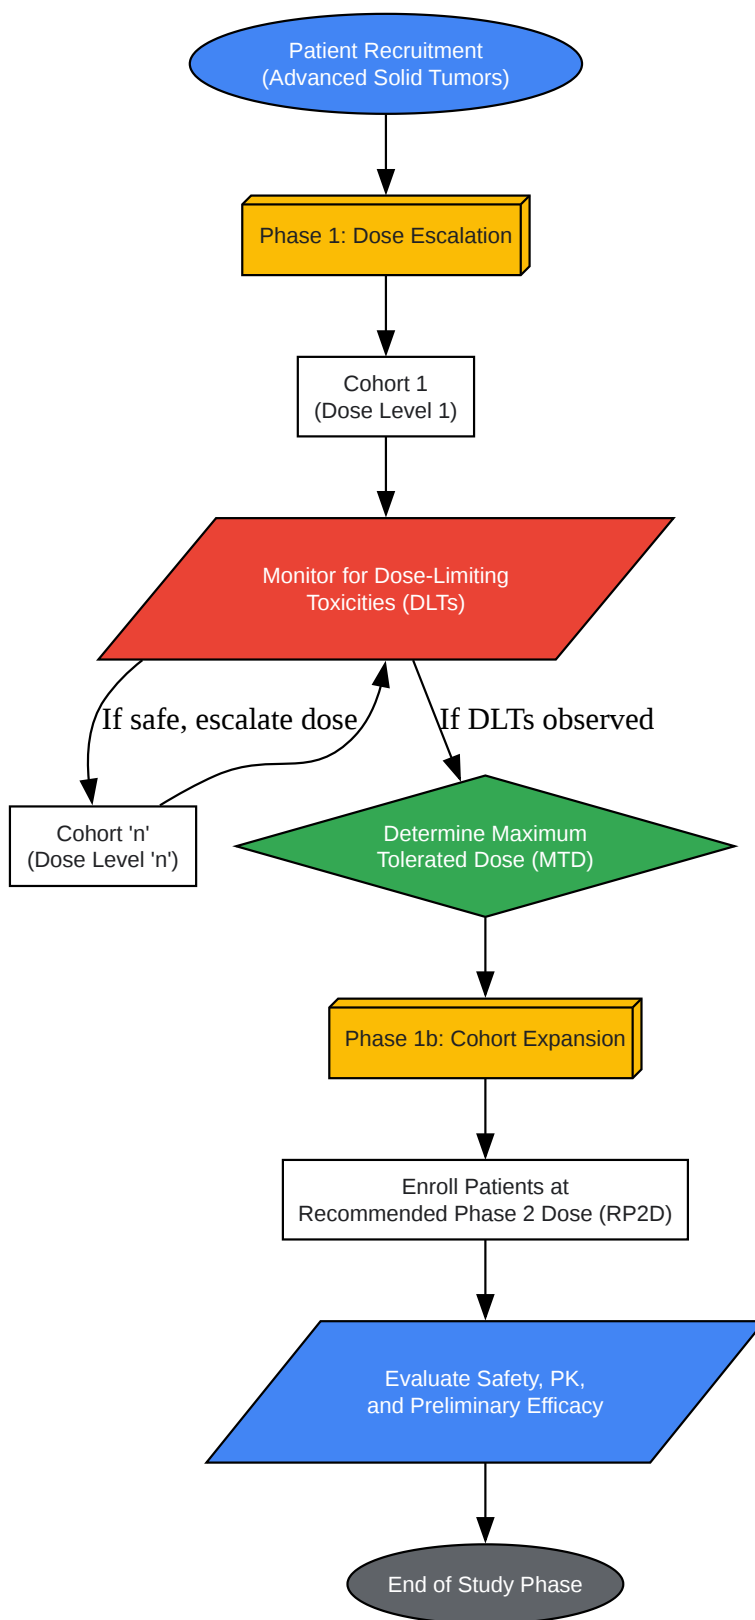 Patient Recruitment
(Advanced Solid Tumors)
Phase 1: Dose Escalation
Cohort 1
(Dose Level 1)
Monitor for Dose-Limiting
Toxicities (DLTs)
If safe, escalate dose
If DLTs observed
Cohort 'n'
(Dose Level 'n')
Determine Maximum
Tolerated Dose (MTD)
Phase 1b: Cohort Expansion
Enroll Patients at
Recommended Phase 2 Dose (RP2D)
Evaluate Safety, PK,
and Preliminary Efficacy
End of Study Phase